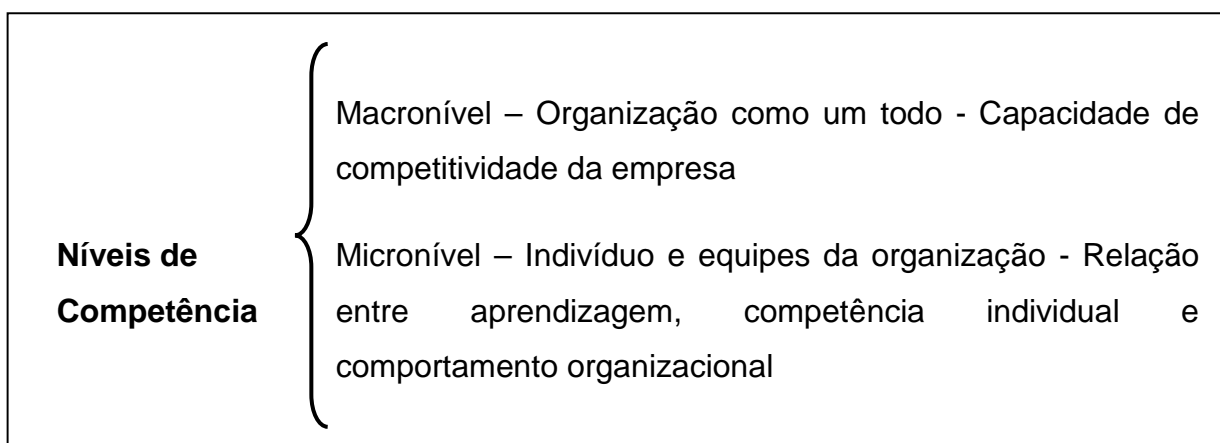 Macronível – Organização como um todo - Capacidade de
competitividade da empresa
Níveis de
Competência
Micronível – Indivíduo e equipes da organização - Relação
entre aprendizagem, competência individual e
comportamento organizacional